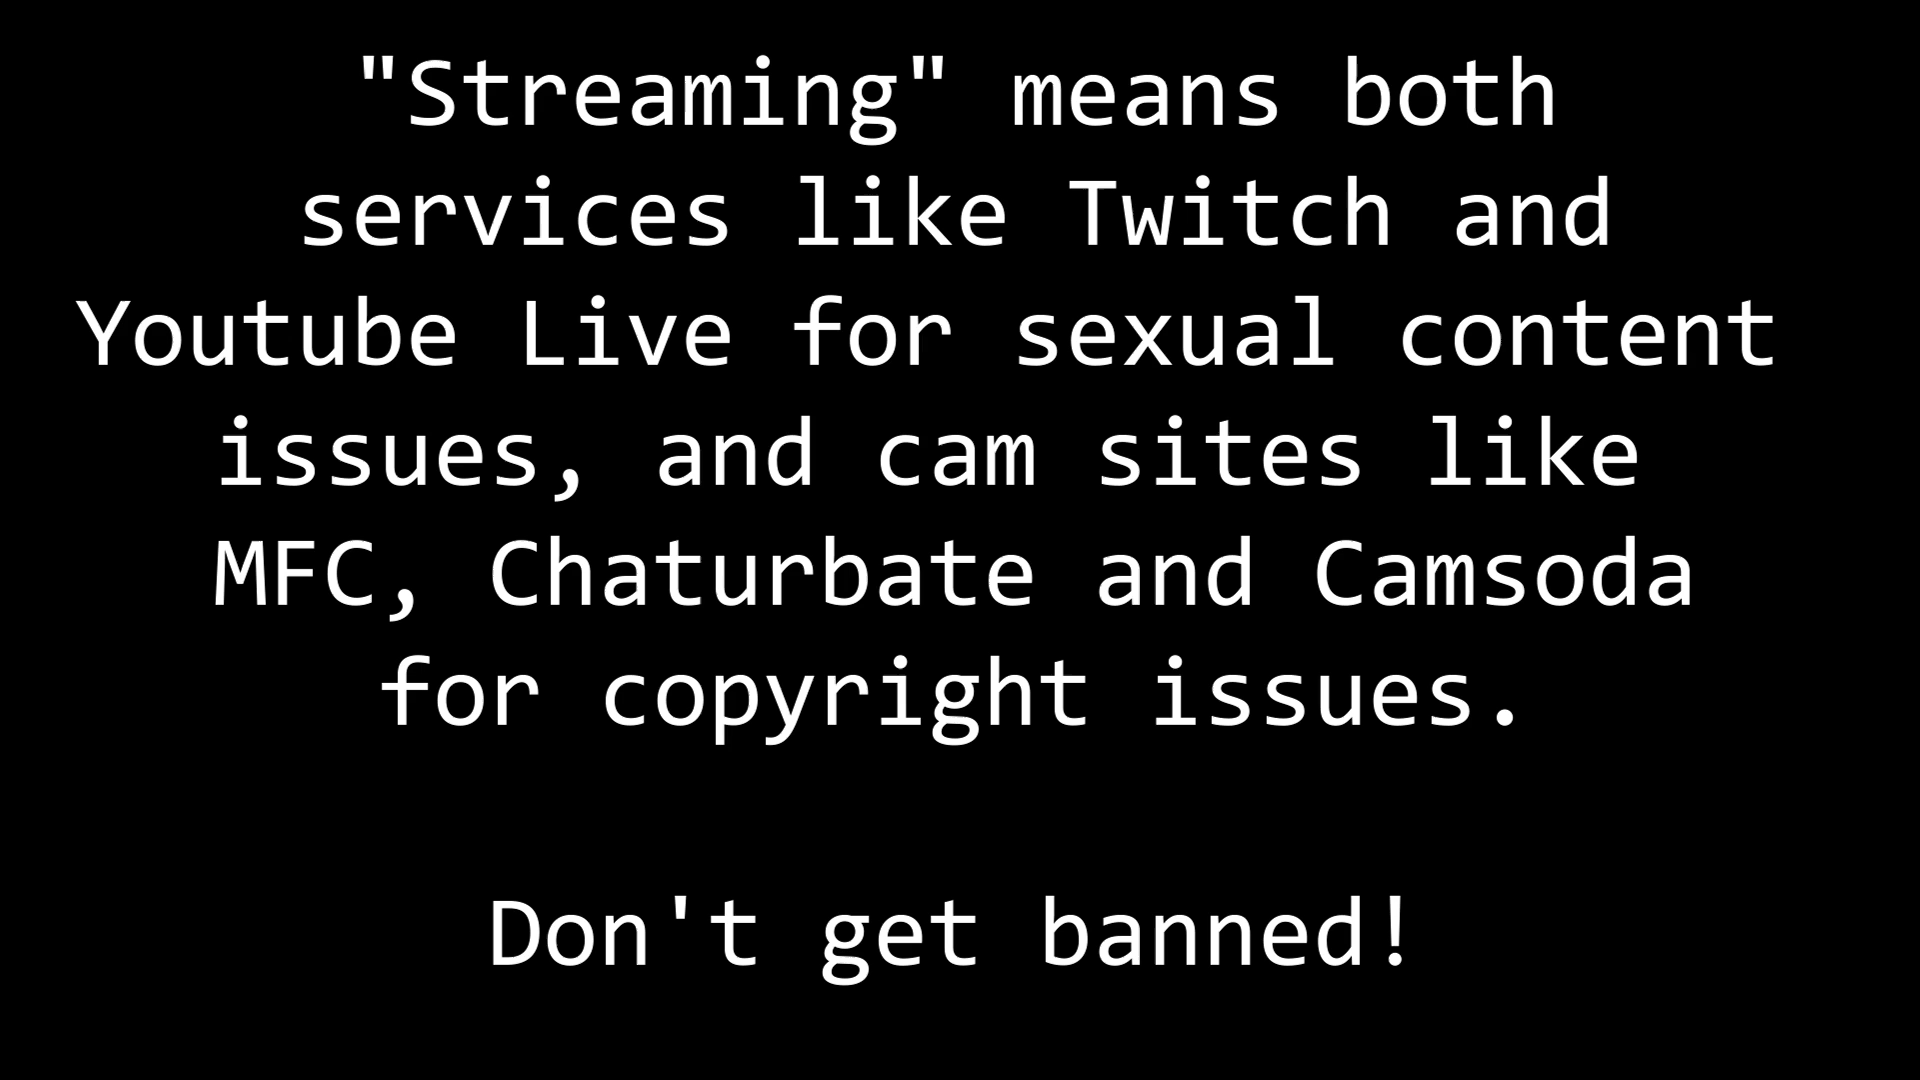 "Streaming" means both
services like Twitch and
Youtube Live for sexual content
issues, and cam sites like
MFC, Chaturbate and Camsoda
for copyright issues.
Don't get banned!